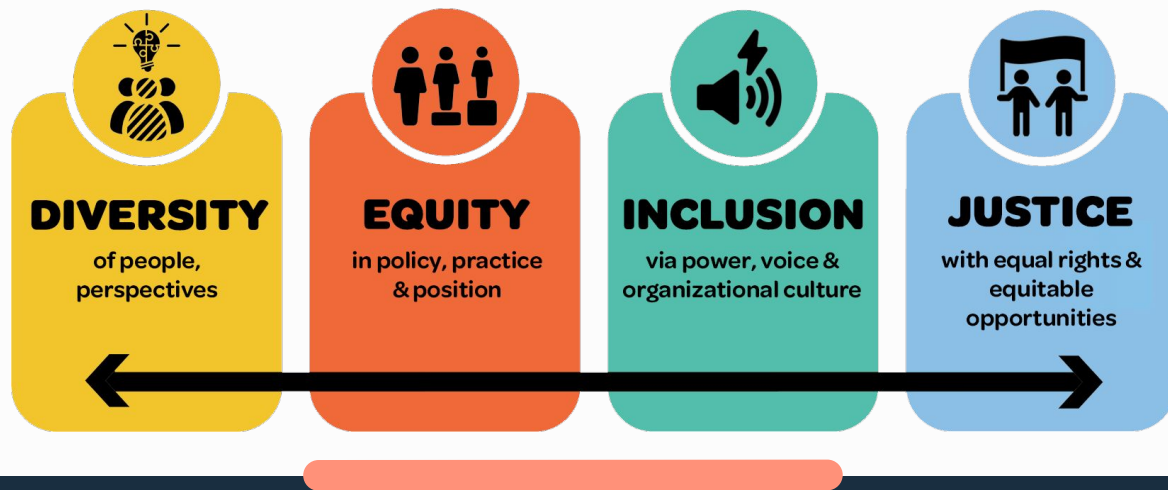 DIVERSITY
of people,
perspectives
EQUITY
in policy, practice
& position
INCLUSION
via power, voice &
organizational culture
JUSTICE
with equal rights &
equitable
opportunities